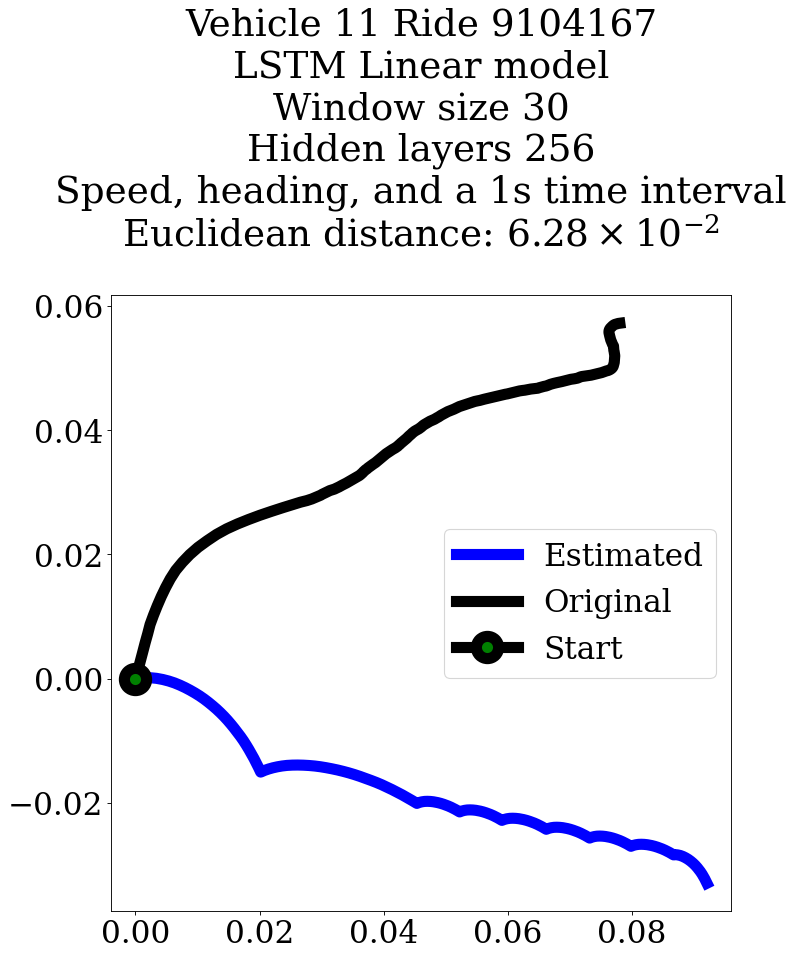 Vehicle 11 Ride 9104167
LSTM Linear model
Window size 30
Hidden layers 256
Speed, heading, and a 1s time interval
Euclidean distance: 6.28 × 10⁻²
0.06
0.04
0.02
0.00
−0.02
Estimated
Original
Start
0.00 0.02 0.04 0.06 0.08